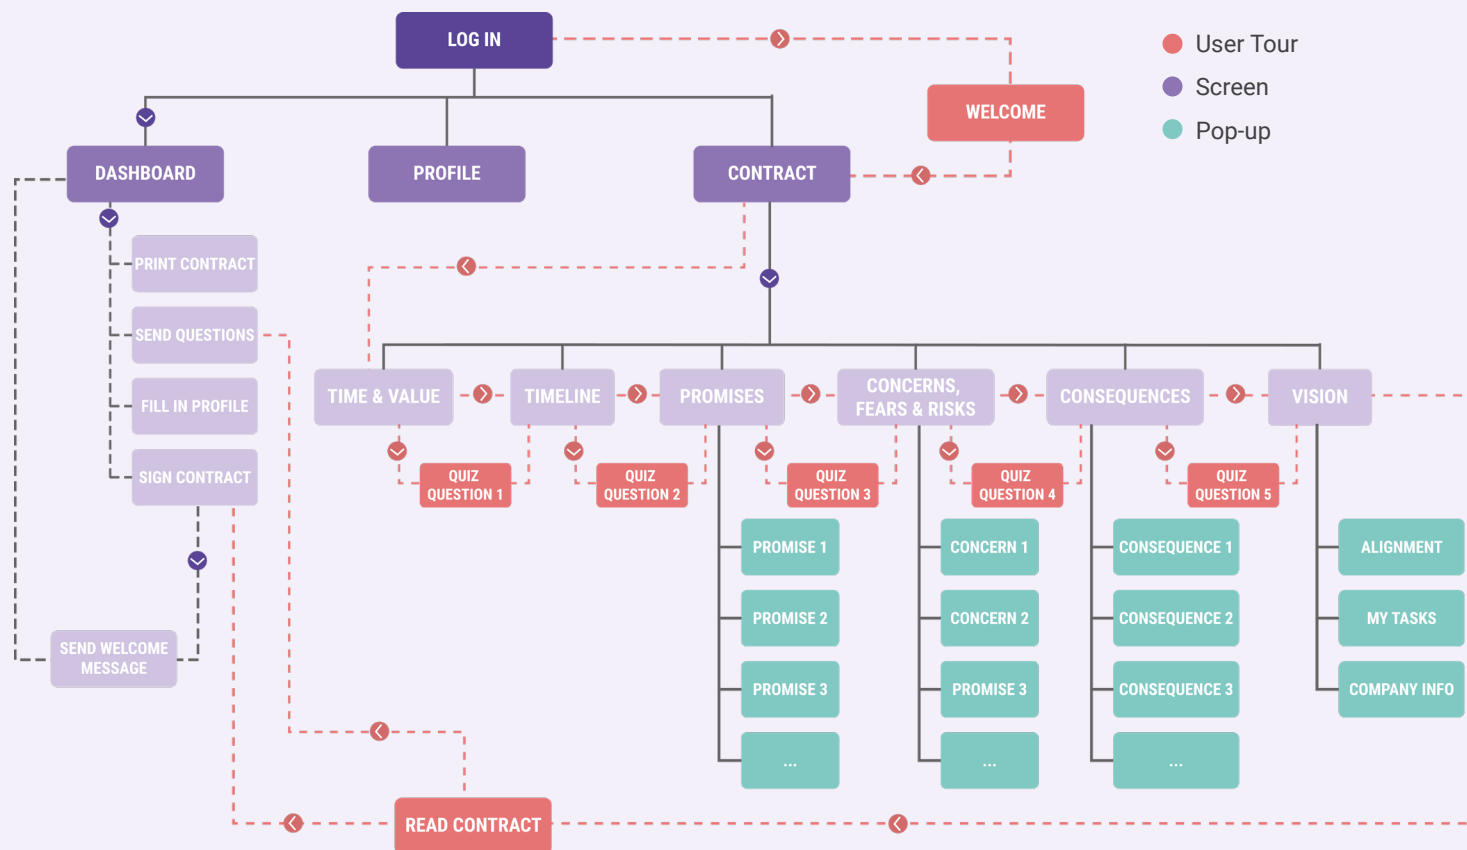 LOG IN
User Tour
Screen
Pop-up
WELCOME
DASHBOARD
PROFILE
CONTRACT
PRINT CONTRACT
SEND QUESTIONS
FILL IN PROFILE
SIGN CONTRACT
SEND WELCOME
MESSAGE
TIME & VALUE
TIMELINE
PROMISES
CONCERNS,
FEARS & RISKS
CONSEQUENCES
VISION
QUIZ
QUESTION 1
QUIZ
QUESTION 2
QUIZ
QUESTION 3
QUIZ
QUESTION 4
QUIZ
QUESTION 5
PROMISE 1
PROMISE 2
PROMISE 3
...
CONCERN 1
CONCERN 2
PROMISE 3
...
CONSEQUENCE 1
CONSEQUENCE 2
CONSEQUENCE 3
...
ALIGNMENT
MY TASKS
COMPANY INFO
READ CONTRACT